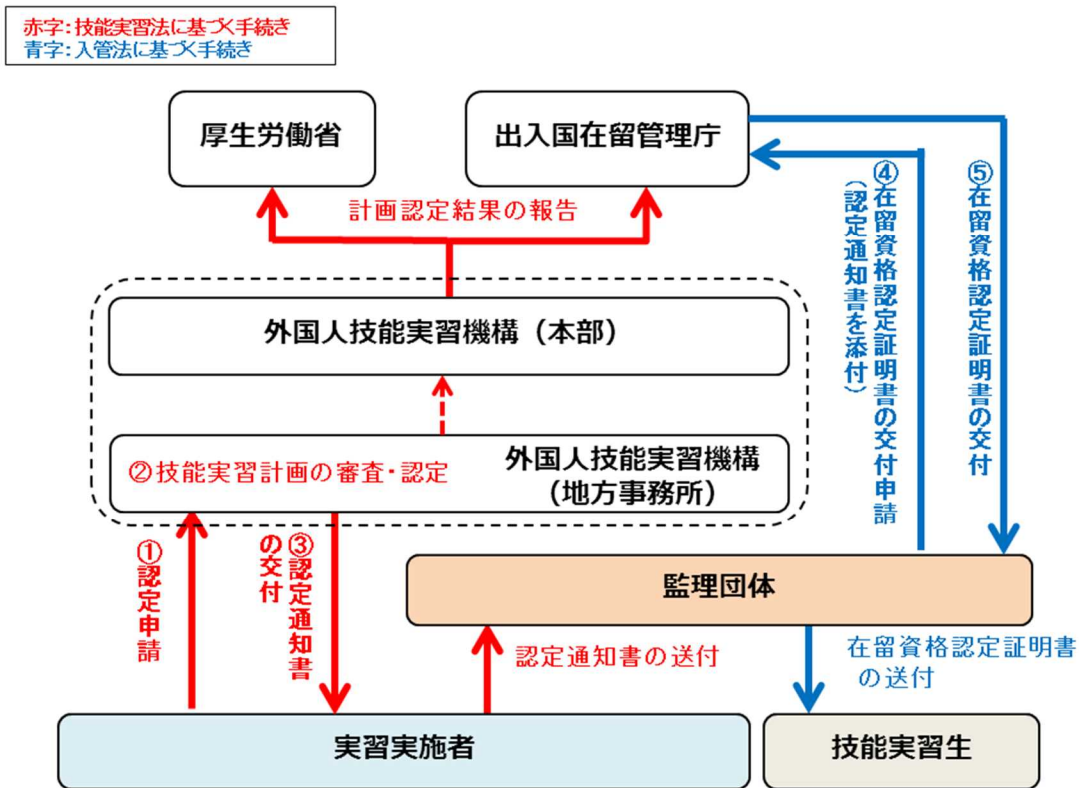 赤字:技能実習法に基づく手続き
青字:入管法に基づく手続き
厚生労働省
出入国在留管理庁
計画認定結果の報告
④在留資格認定証明書の交付申請
(認定通知書を添付)
⑤在留資格認定証明書の交付
外国人技能実習機構(本部)
②技能実習計画の審査・認定
外国人技能実習機構
(地方事務所)
①認定申請
③認定通知書
の交付
監理団体
認定通知書の送付
在留資格認定証明書
の送付
実習実施者
技能実習生